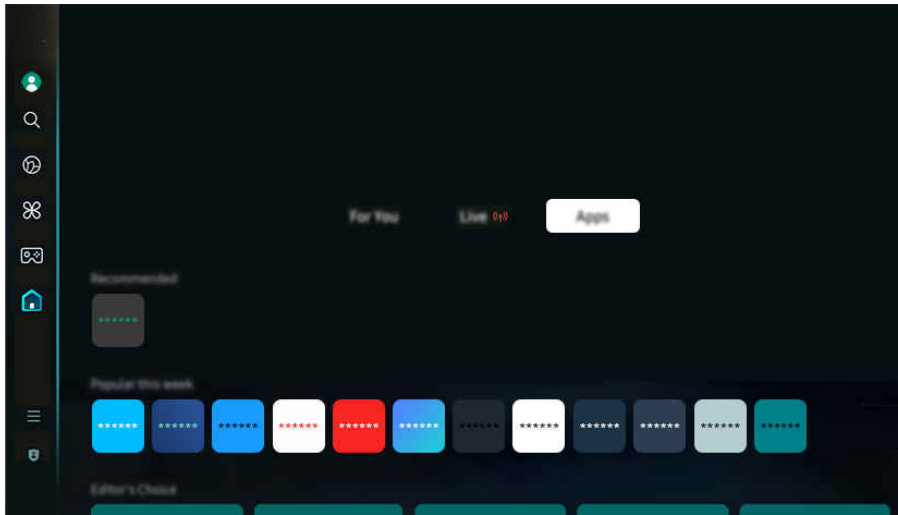 For You Live Apps
Recommended
******
Popular this week
****** ****** ****** ****** ****** ****** ****** ****** ****** ****** ****** ******
Editor's Choice